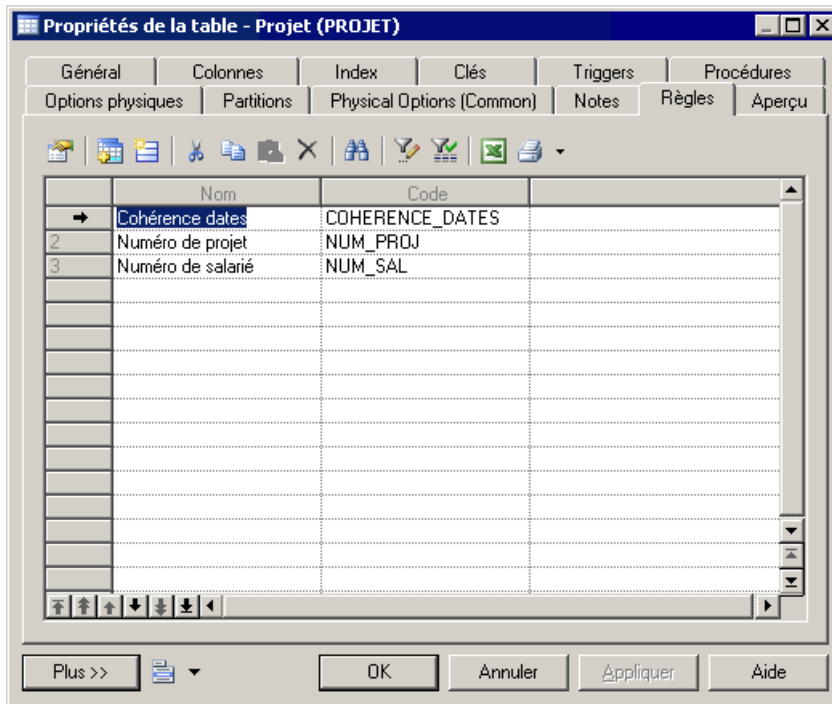 Propriétés de la table - Projet (PROJET)
Général Colonnes Index Clés Triggers Procédures
Options physiques Partitions Physical Options (Common) Notes Règles Aperçu
Nom Code
Cohérence dates COHERENCE_DATES
2 Numéro de projet NUM_PROJ
3 Numéro de salarié NUM_SAL
Plus >> OK Annuler Appliquer Aide